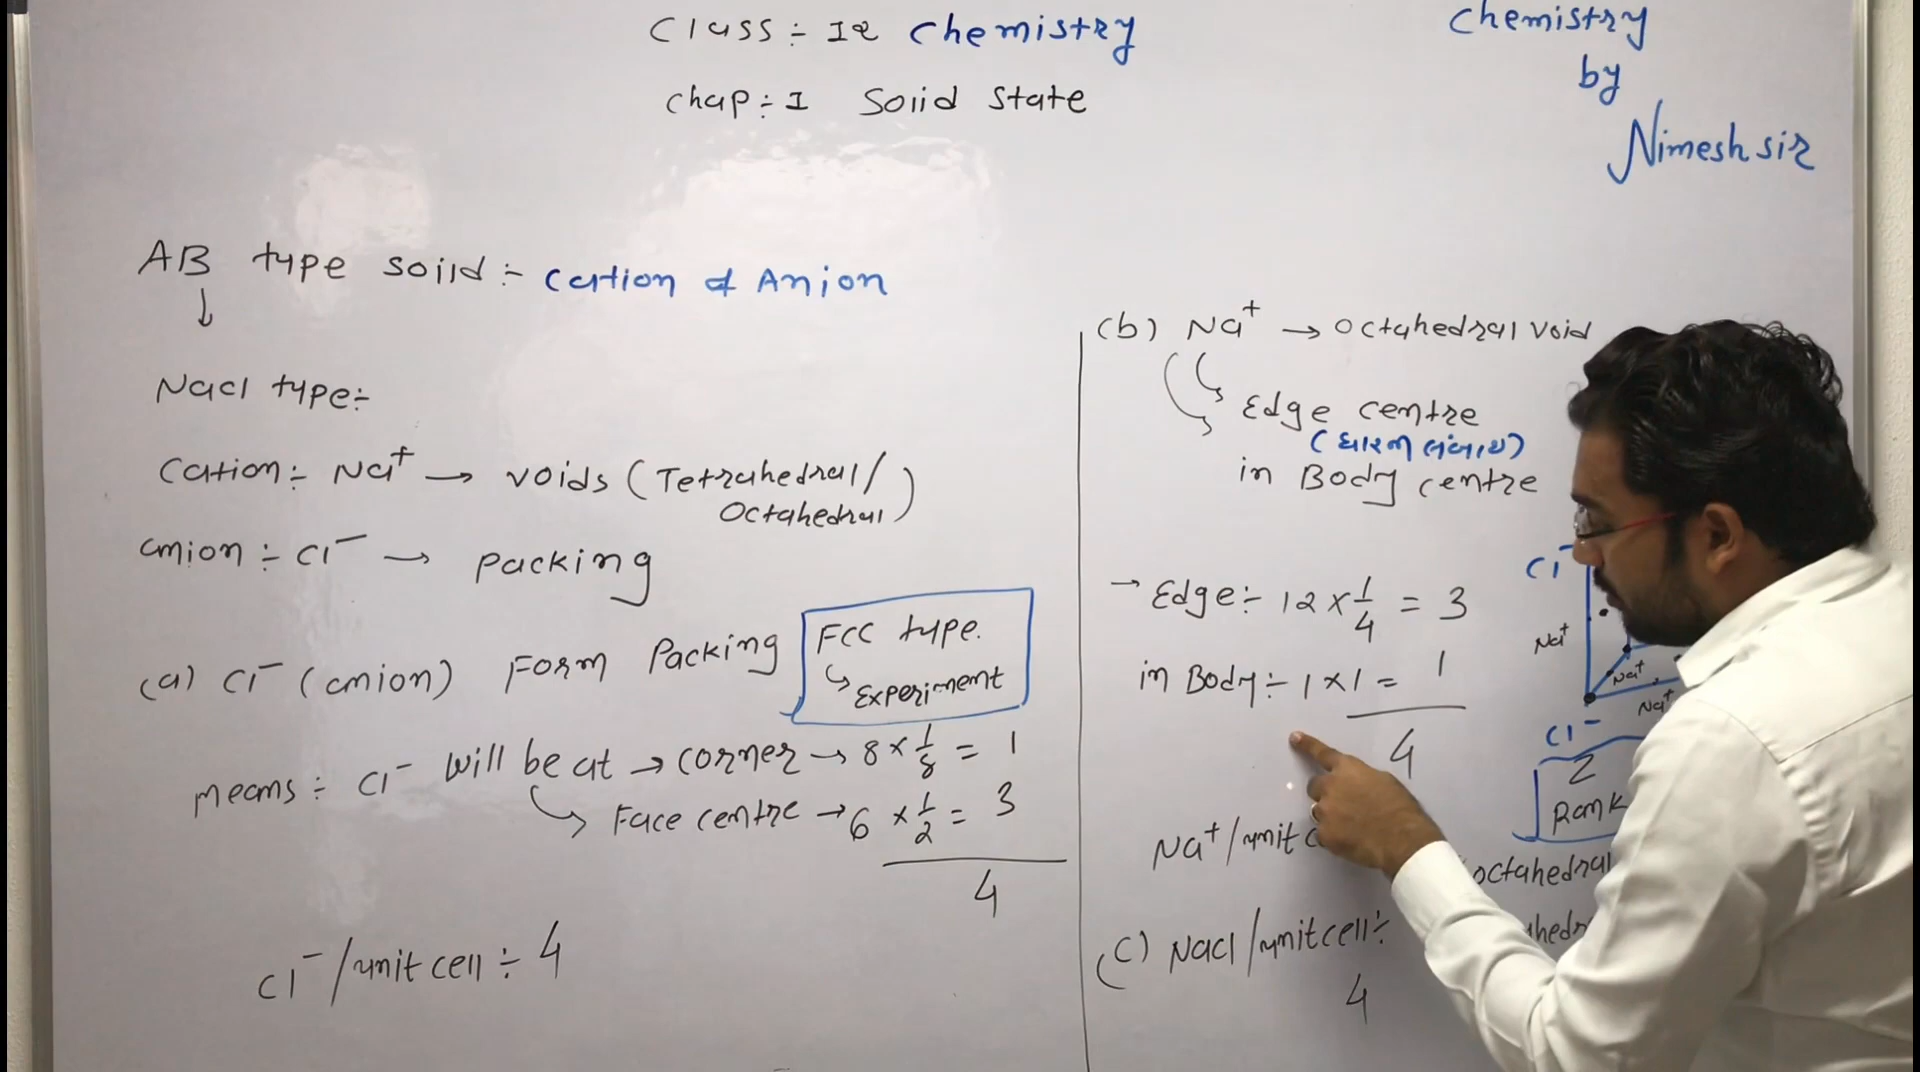 Class :- 12 Chemistry
Chap :- 1 Solid State
Chemistry
by
Nimesh sir
AB type solid :- Cation & Anion
↓
NaCl type :-
Cation :- Na⁺ → voids (Tetrahedral/
Octahedral)
anion :- Cl⁻ → packing
(a) Cl⁻ (anion) Form Packing
FCC type.
↳ Experiment
means :- Cl⁻ will be at → corner → 8 × 1/8 = 1
↳ Face centre → 6 × 1/2 = 3
4
Cl⁻/unit cell :- 4
(b) Na⁺ → Octahedral void
Edge centre
in Body centre
→ Edge :- 12 × 1/4 = 3
in Body :- 1 × 1 = 1
4
Na⁺/unit
(C) NaCl/unit cell :-
4
Cl⁻
Na⁺
Na⁺
Na⁺
Cl⁻
Z
Rank
octahedral